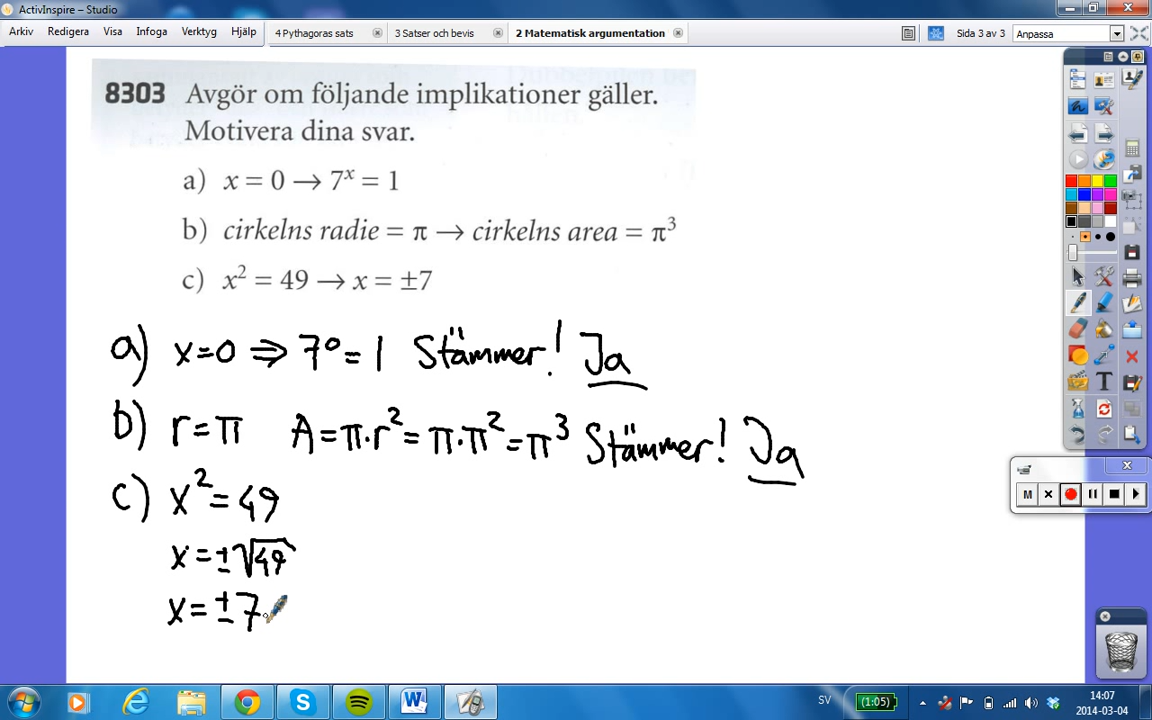 ActivInspire – Studio
Arkiv Redigera Visa Infoga Verktyg Hjälp 4 Pythagoras sats 3 Satser och bevis 2 Matematisk argumentation Sida 3 av 3 Anpassa
8303 Avgör om följande implikationer gäller.
Motivera dina svar.
a) x = 0 → 7ˣ = 1
b) cirkelns radie = π → cirkelns area = π³
c) x² = 49 → x = ±7
a) x=0 ⇒ 7⁰ = 1 Stämmer! Ja
b) r=π A=π·r²=π·π²=π³ Stämmer! Ja
c) x²=49
x=±√49
x=±7
M
SV (1:05) 14:07
2014-03-04